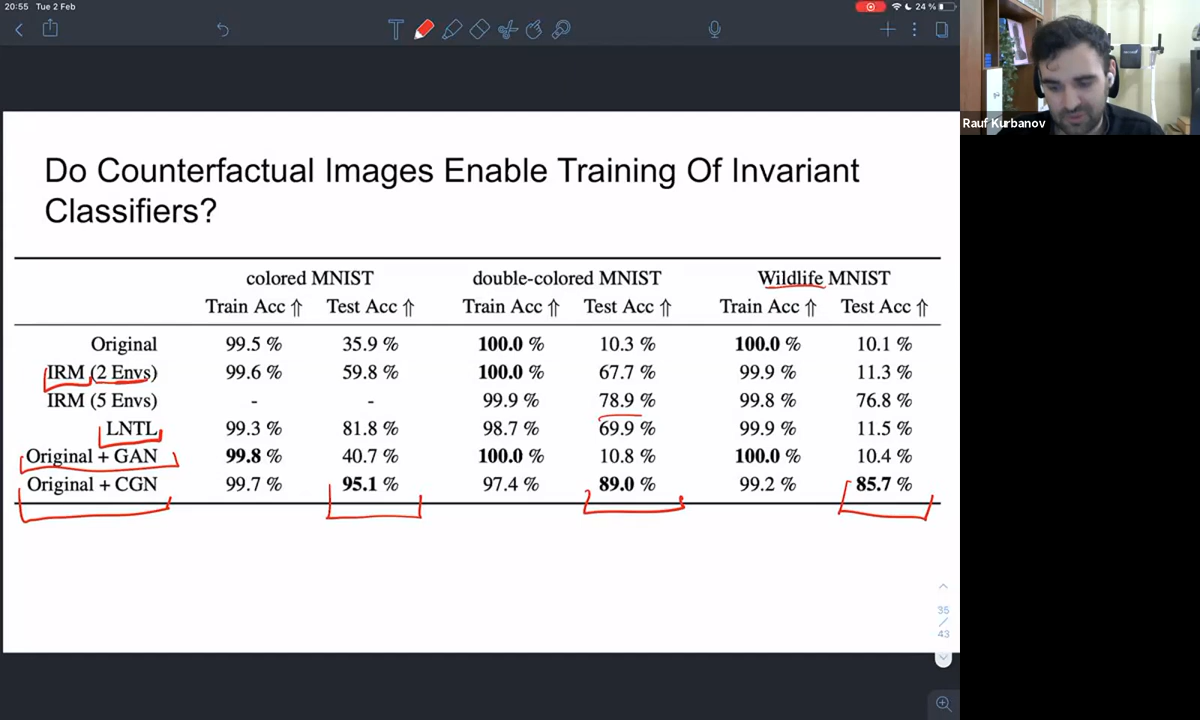 20:55 Tue 2 Feb
24 %
Rauf Kurbanov
Do Counterfactual Images Enable Training Of Invariant
Classifiers?
colored MNIST double-colored MNIST Wildlife MNIST
Train Acc ⇑ Test Acc ⇑ Train Acc ⇑ Test Acc ⇑ Train Acc ⇑ Test Acc ⇑
Original 99.5 % 35.9 % 100.0 % 10.3 % 100.0 % 10.1 %
IRM (2 Envs) 99.6 % 59.8 % 100.0 % 67.7 % 99.9 % 11.3 %
IRM (5 Envs) - - 99.9 % 78.9 % 99.8 % 76.8 %
LNTL 99.3 % 81.8 % 98.7 % 69.9 % 99.9 % 11.5 %
Original + GAN 99.8 % 40.7 % 100.0 % 10.8 % 100.0 % 10.4 %
Original + CGN 99.7 % 95.1 % 97.4 % 89.0 % 99.2 % 85.7 %
35
/
43